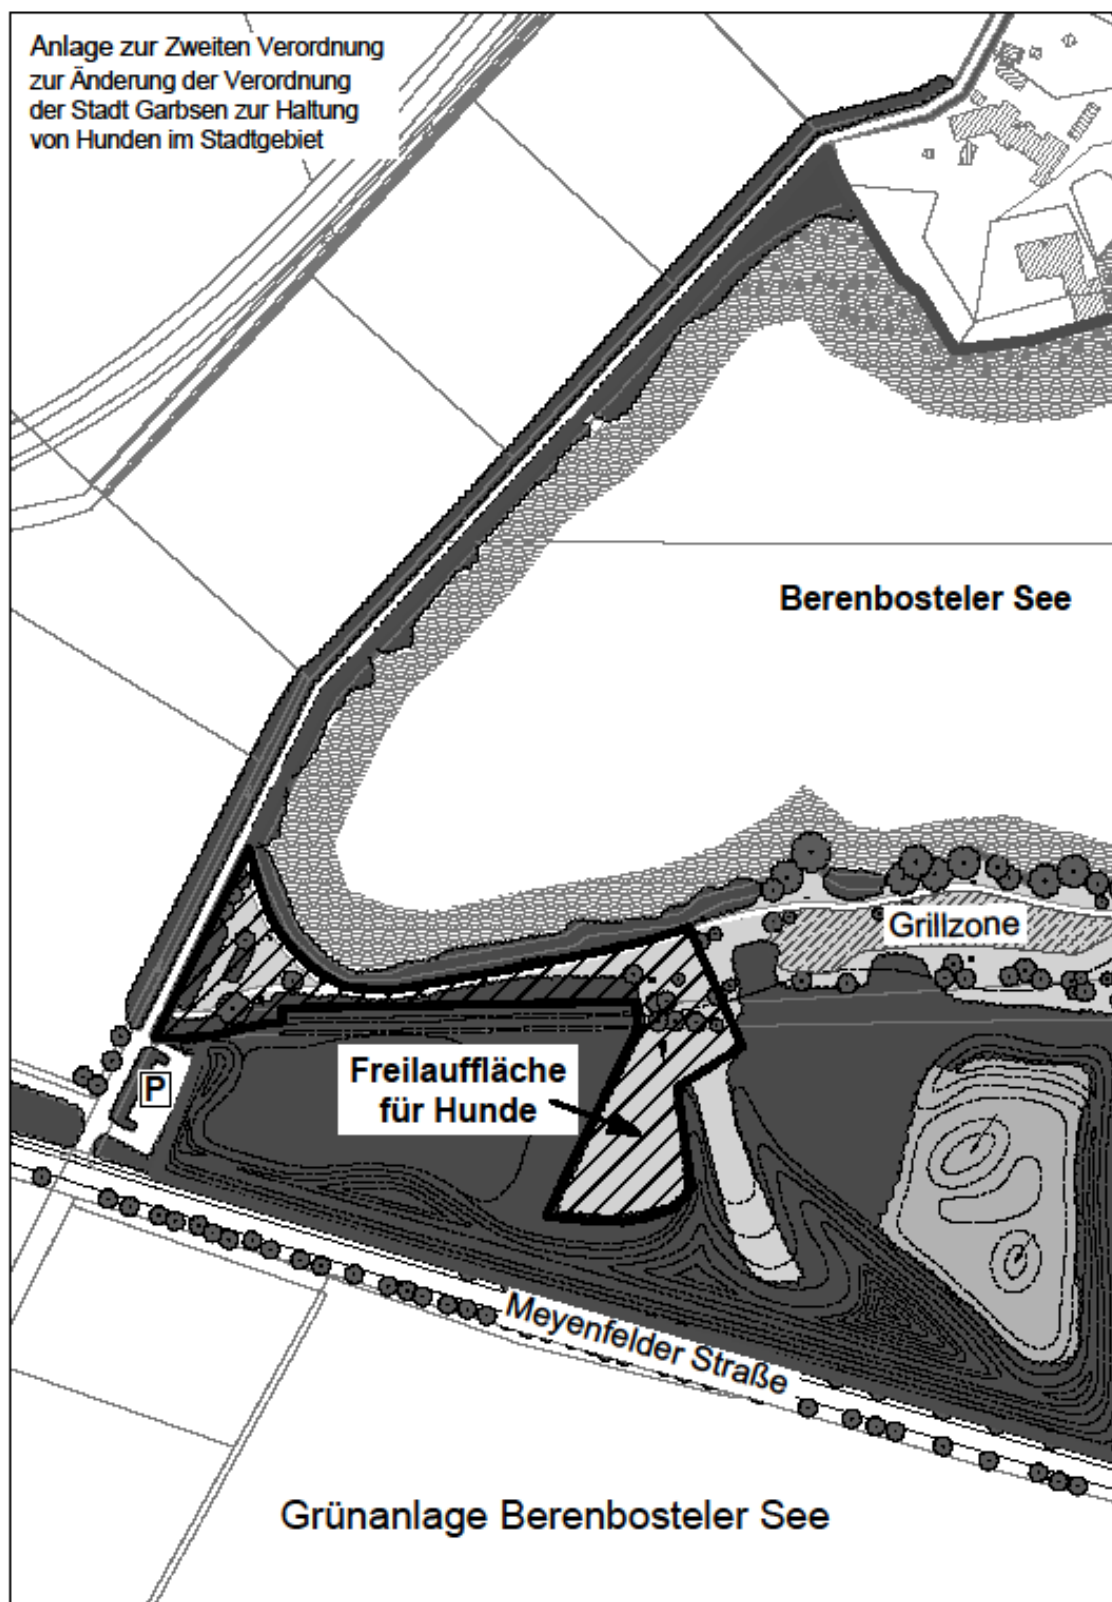 Anlage zur Zweiten Verordnung
zur Änderung der Verordnung
der Stadt Garbsen zur Haltung
von Hunden im Stadtgebiet
Berenbosteler See
Grillzone
Freilauffläche
für Hunde
P
Meyenfelder Straße
Grünanlage Berenbosteler See